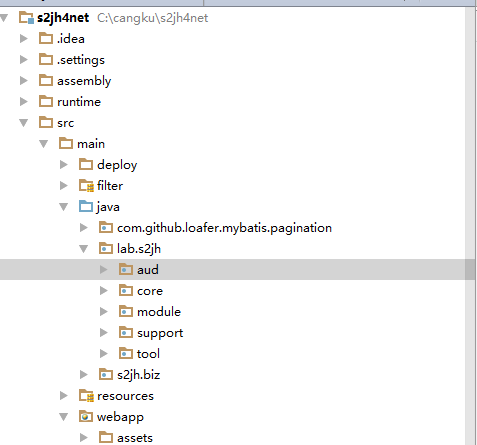 s2jh4net C:\cangku\s2jh4net
.idea
.settings
assembly
runtime
src
main
deploy
filter
java
com.github.loafer.mybatis.pagination
lab.s2jh
aud
core
module
support
tool
s2jh.biz
resources
webapp
assets